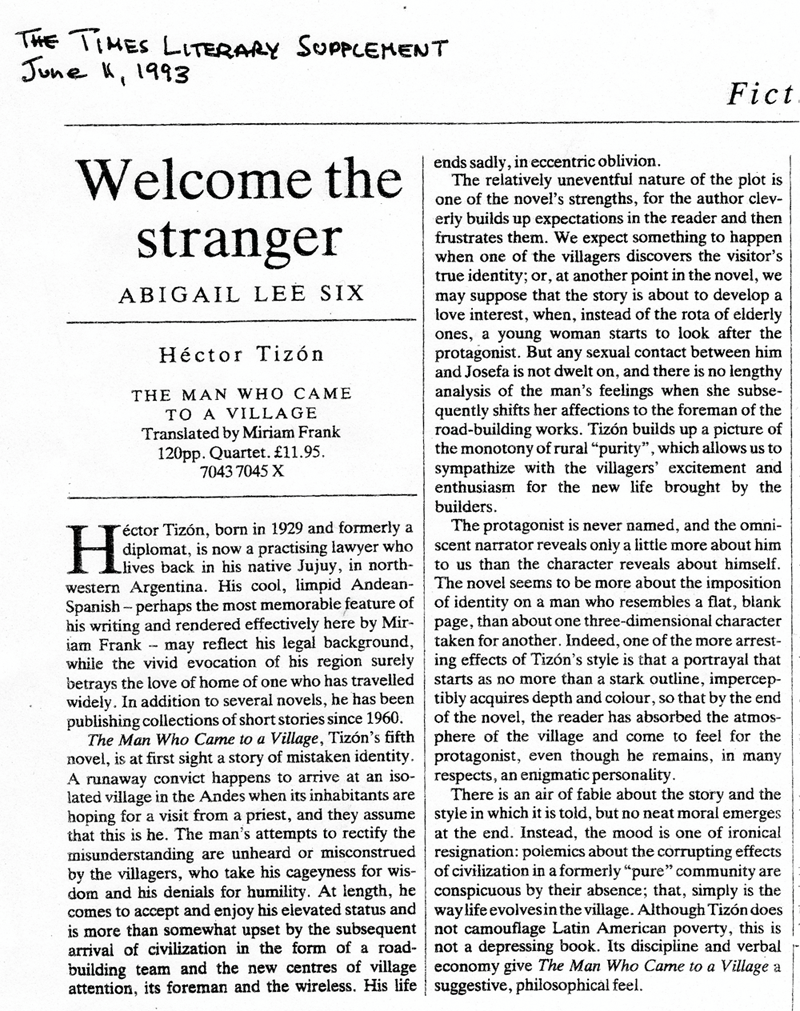 THE TIMES LITERARY SUPPLEMENT
June 11, 1993
Fict
Welcome the
stranger
ABIGAIL LEE SIX
Héctor Tizón
THE MAN WHO CAME
TO A VILLAGE
Translated by Miriam Frank
120pp. Quartet. £11.95.
7043 7045 X
Héctor Tizón, born in 1929 and formerly a
diplomat, is now a practising lawyer who
lives back in his native Jujuy, in north-
western Argentina. His cool, limpid Andean-
Spanish – perhaps the most memorable feature of
his writing and rendered effectively here by Mir-
iam Frank – may reflect his legal background,
while the vivid evocation of his region surely
betrays the love of home of one who has travelled
widely. In addition to several novels, he has been
publishing collections of short stories since 1960.
The Man Who Came to a Village, Tizón's fifth
novel, is at first sight a story of mistaken identity.
A runaway convict happens to arrive at an iso-
lated village in the Andes when its inhabitants are
hoping for a visit from a priest, and they assume
that this is he. The man's attempts to rectify the
misunderstanding are unheard or misconstrued
by the villagers, who take his cageyness for wis-
dom and his denials for humility. At length, he
comes to accept and enjoy his elevated status and
is more than somewhat upset by the subsequent
arrival of civilization in the form of a road-
building team and the new centres of village
attention, its foreman and the wireless. His life
ends sadly, in eccentric oblivion.
The relatively uneventful nature of the plot is
one of the novel's strengths, for the author clev-
erly builds up expectations in the reader and then
frustrates them. We expect something to happen
when one of the villagers discovers the visitor's
true identity; or, at another point in the novel, we
may suppose that the story is about to develop a
love interest, when, instead of the rota of elderly
ones, a young woman starts to look after the
protagonist. But any sexual contact between him
and Josefa is not dwelt on, and there is no lengthy
analysis of the man's feelings when she subse-
quently shifts her affections to the foreman of the
road-building works. Tizón builds up a picture of
the monotony of rural "purity", which allows us to
sympathize with the villagers' excitement and
enthusiasm for the new life brought by the
builders.
The protagonist is never named, and the omni-
scent narrator reveals only a little more about him
to us than the character reveals about himself.
The novel seems to be more about the imposition
of identity on a man who resembles a flat, blank
page, than about one three-dimensional character
taken for another. Indeed, one of the more arrest-
ing effects of Tizón's style is that a portrayal that
starts as no more than a stark outline, impercep-
tibly acquires depth and colour, so that by the end
of the novel, the reader has absorbed the atmos-
phere of the village and come to feel for the
protagonist, even though he remains, in many
respects, an enigmatic personality.
There is an air of fable about the story and the
style in which it is told, but no neat moral emerges
at the end. Instead, the mood is one of ironical
resignation: polemics about the corrupting effects
of civilization in a formerly "pure" community are
conspicuous by their absence; that, simply is the
way life evolves in the village. Although Tizón does
not camouflage Latin American poverty, this is
not a depressing book. Its discipline and verbal
economy give The Man Who Came to a Village a
suggestive, philosophical feel.